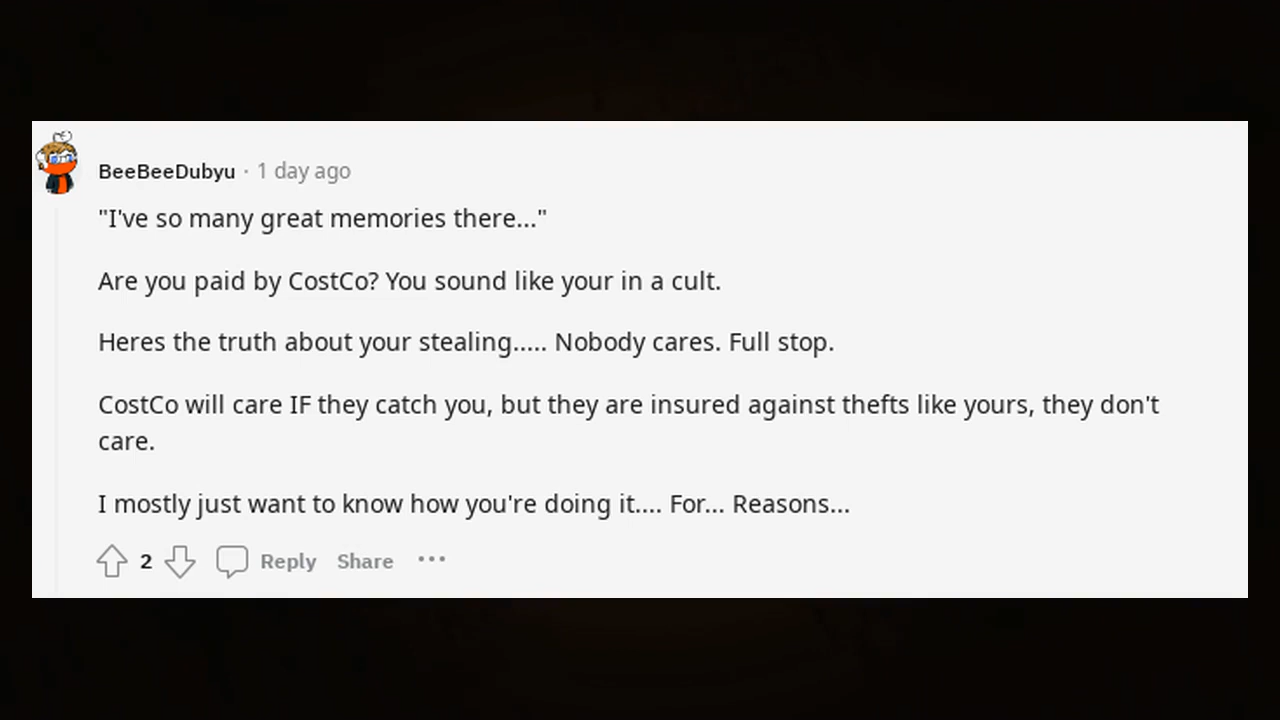 BeeBeeDubyu · 1 day ago
"I've so many great memories there..."
Are you paid by CostCo? You sound like your in a cult.
Heres the truth about your stealing..... Nobody cares. Full stop.
CostCo will care IF they catch you, but they are insured against thefts like yours, they don't
care.
I mostly just want to know how you're doing it.... For... Reasons...
2 Reply Share ···